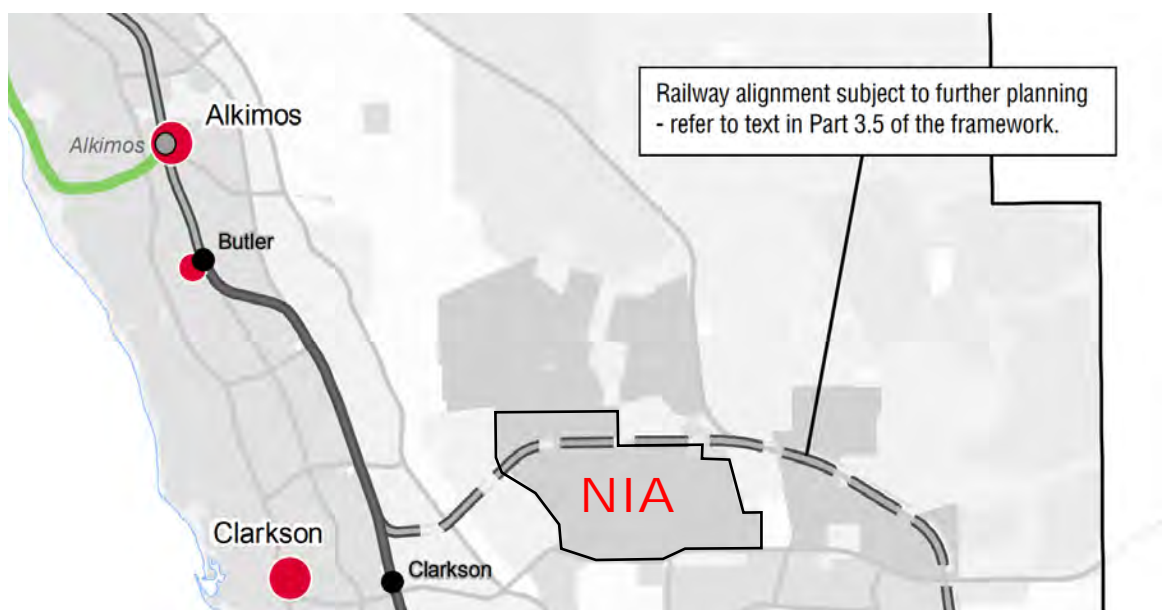 Alkimos
Alkimos
Railway alignment subject to further planning
- refer to text in Part 3.5 of the framework.
Butler
NIA
Clarkson
Clarkson